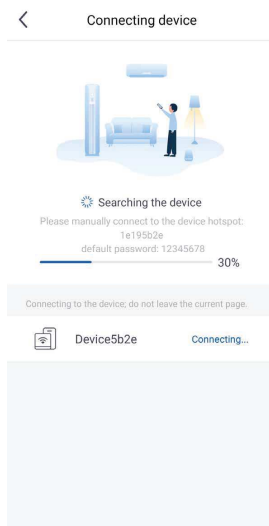 Connecting device
Searching the device
Please manually connect to the device hotspot:
1e195b2e
default password: 12345678
30%
Connecting to the device; do not leave the current page.
Device5b2e
Connecting...